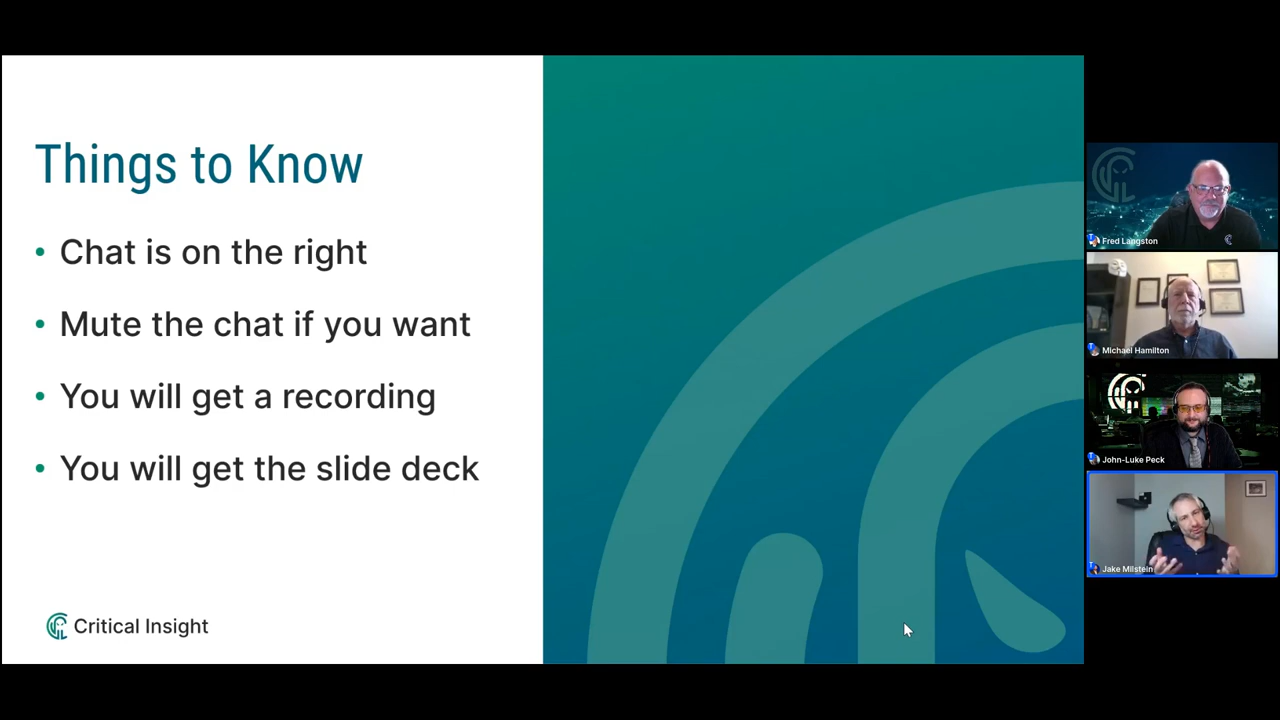 Things to Know
• Chat is on the right
• Mute the chat if you want
• You will get a recording
• You will get the slide deck
Critical Insight
Fred Langston
Michael Hamilton
John-Luke Peck
Jake Milstein